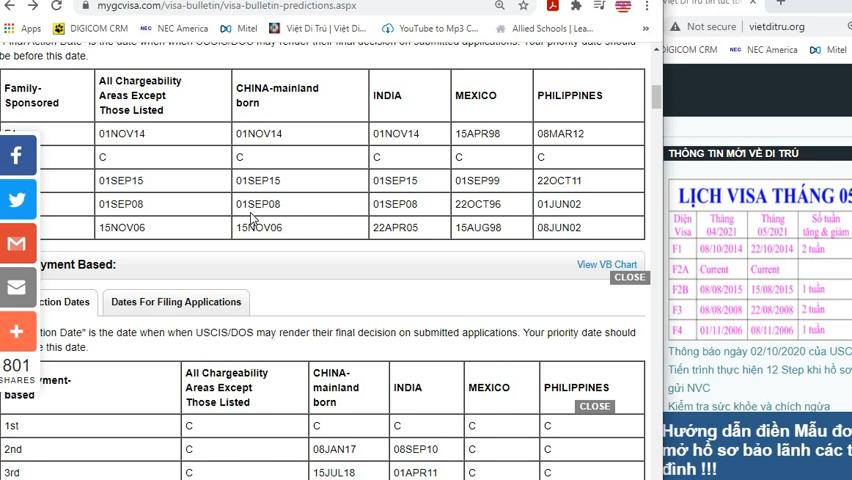 mygcvisa.com/visa-bulletin/visa-bulletin-predictions.aspx
Not secure
vietditru.org
Apps
DIGICOM CRM
NEC America
Mitel
Việt Di Trú | Việt...
YouTube to Mp3 C...
Allied Schools | Lea...
»
DIGICOM CRM
NEC America
Mitel
Final Action Date" is the date when when USCIS/DOS may render their final decision on submitted applications. Your priority date should
be before this date.
Family-Sponsored
All Chargeability Areas Except Those Listed
CHINA-mainland born
INDIA
MEXICO
PHILIPPINES
01NOV14 01NOV14 01NOV14 15APR98 08MAR12
C C C C C
01SEP15 01SEP15 01SEP15 01SEP99 22OCT11
01SEP08 01SEP08 01SEP08 22OCT96 01JUN02
15NOV06 15NOV06 22APR05 15AUG98 08JUN02
yment Based:
View VB Chart
CLOSE
ction Dates
Dates For Filing Applications
ction Date" is the date when when USCIS/DOS may render their final decision on submitted applications. Your priority date should
e this date.
801
SHARES
yment-based
All Chargeability Areas Except Those Listed
CHINA-mainland born
INDIA
MEXICO
PHILIPPINES
CLOSE
1st C C C C C
2nd C 08JAN17 08SEP10 C C
3rd C 15JUL18 01APR11 C C
THÔNG TIN MỚI VỀ DI TRÚ
LỊCH VISA THÁNG 05
Diện Visa
Tháng 04/2021
Tháng 05/2021
Số tuần tăng & giảm
F1 08/10/2014 22/10/2014 2 tuần
F2A Current Current
F2B 08/08/2015 15/08/2015 1 tuần
F3 08/08/2008 22/08/2008 2 tuần
F4 01/11/2006 08/11/2006 1 tuần
Thông báo ngày 02/10/2020 của USC
Tiến trình thực hiện 12 Step khi hồ sơ
gửi NVC
Kiểm tra sức khỏe và chích ngừa
Hướng dẫn điền Mẫu đơ
mở hồ sơ bảo lãnh các t
đình !!!